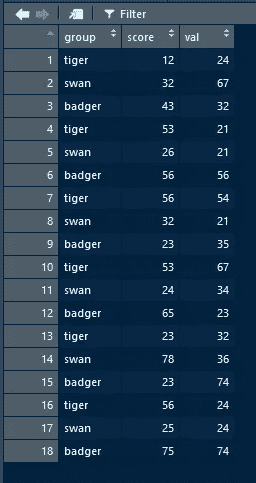 Filter
group score val
1 tiger 12 24
2 swan 32 67
3 badger 43 32
4 tiger 53 21
5 swan 26 21
6 badger 56 56
7 tiger 56 54
8 swan 32 21
9 badger 23 35
10 tiger 53 67
11 swan 24 34
12 badger 65 23
13 tiger 23 32
14 swan 78 36
15 badger 23 74
16 tiger 56 24
17 swan 25 24
18 badger 75 74